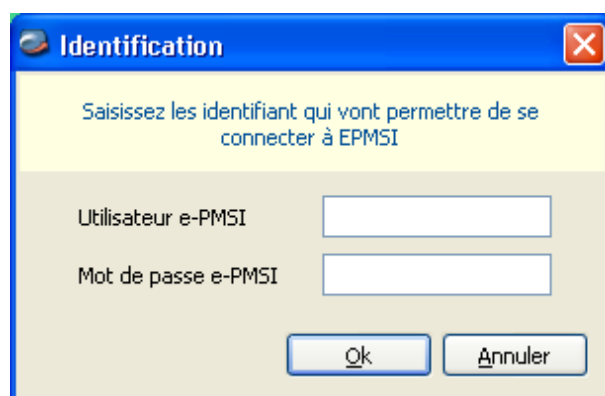 Identification
Saisissez les identifiant qui vont permettre de se
connecter à EPMSI
Utilisateur e-PMSI
Mot de passe e-PMSI
Ok
Annuler